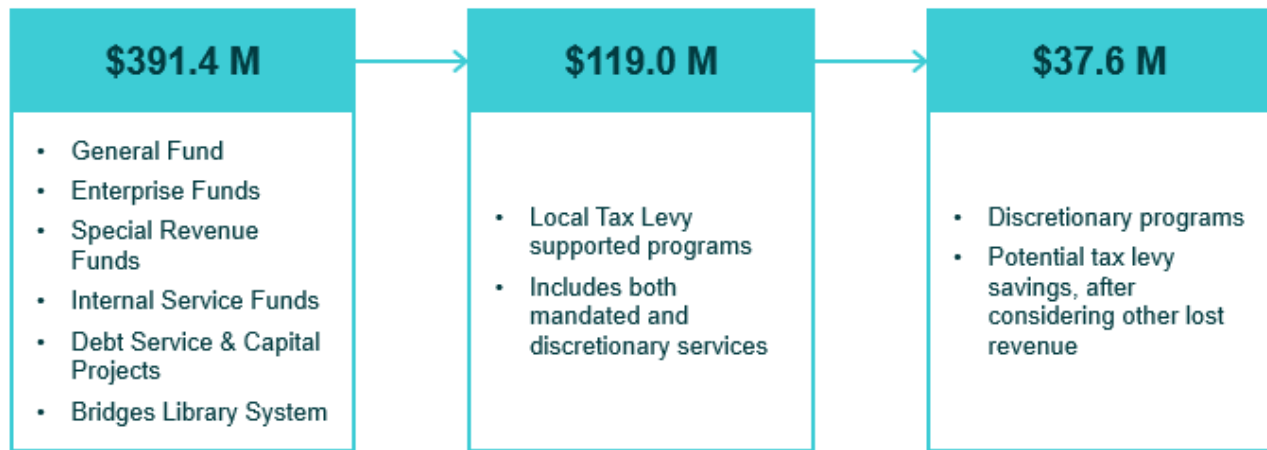 $391.4 M
• General Fund
• Enterprise Funds
• Special Revenue
Funds
• Internal Service Funds
• Debt Service & Capital
Projects
• Bridges Library System
$119.0 M
• Local Tax Levy
supported programs
• Includes both
mandated and
discretionary services
$37.6 M
• Discretionary programs
• Potential tax levy
savings, after
considering other lost
revenue